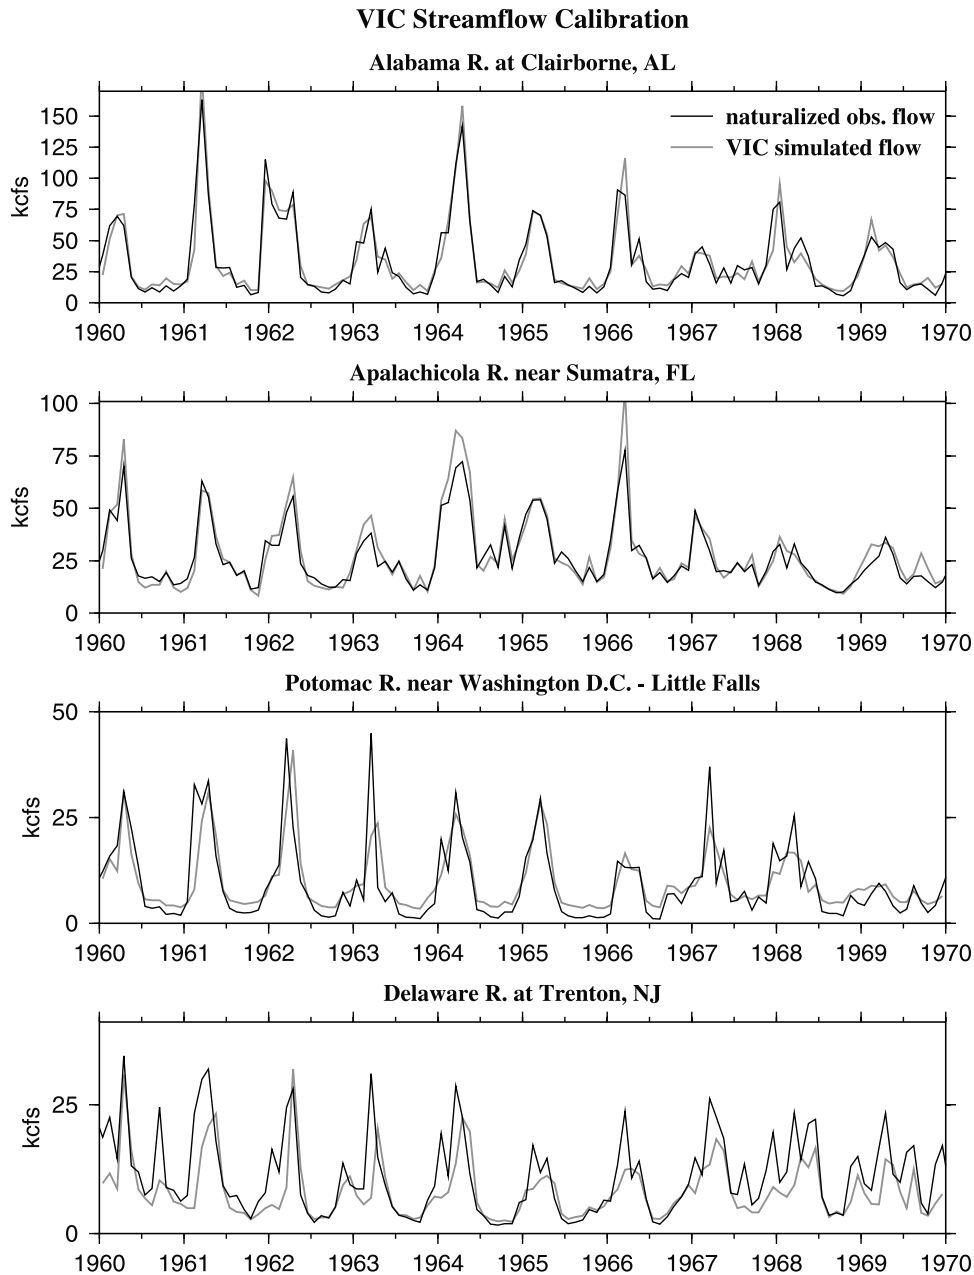 VIC Streamflow Calibration
Alabama R. at Clairborne, AL
naturalized obs. flow
VIC simulated flow
kcfs
150
125
100
75
50
25
0
1960 1961 1962 1963 1964 1965 1966 1967 1968 1969 1970
Apalachicola R. near Sumatra, FL
kcfs
100
75
50
25
0
1960 1961 1962 1963 1964 1965 1966 1967 1968 1969 1970
Potomac R. near Washington D.C. - Little Falls
kcfs
50
25
0
1960 1961 1962 1963 1964 1965 1966 1967 1968 1969 1970
Delaware R. at Trenton, NJ
kcfs
25
0
1960 1961 1962 1963 1964 1965 1966 1967 1968 1969 1970